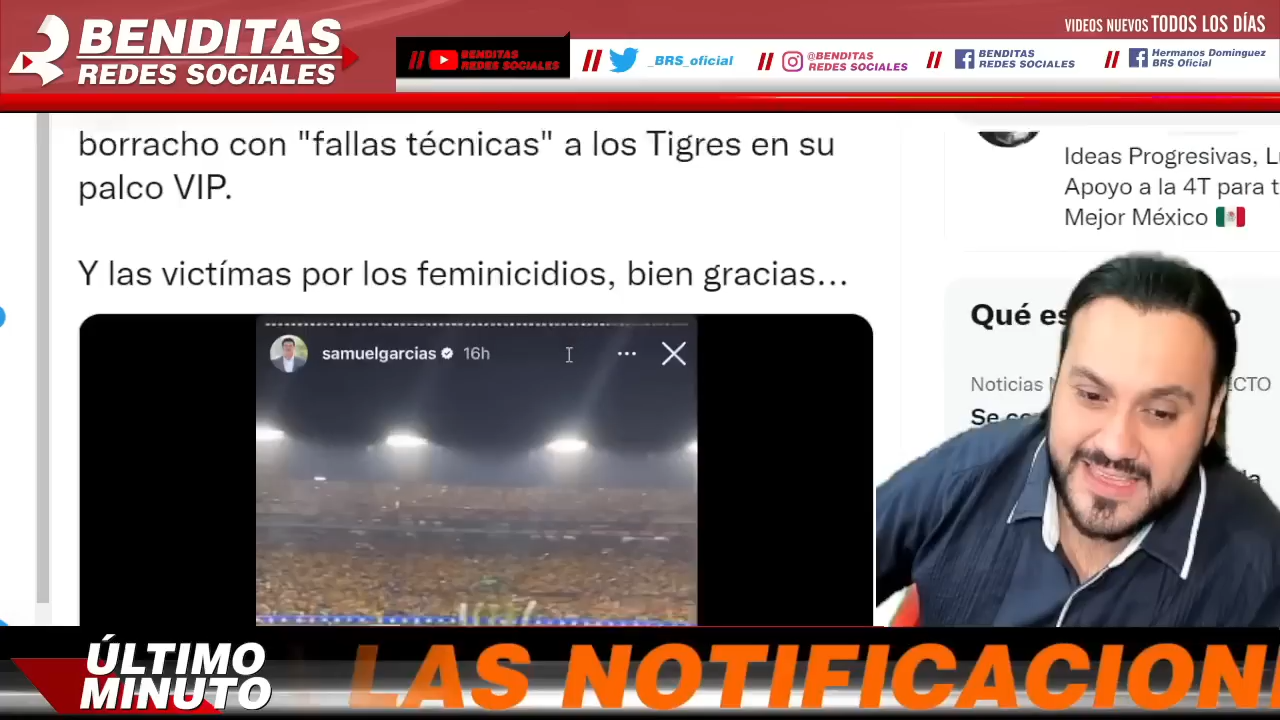 BENDITAS
REDES SOCIALES
VIDEOS NUEVOS TODOS LOS DÍAS
BENDITAS
REDES SOCIALES
_BRS_oficial
@BENDITAS
REDES SOCIALES
BENDITAS
REDES SOCIALES
Hermanos Dominguez
BRS Oficial
borracho con "fallas técnicas" a los Tigres en su
palco VIP.
Y las victímas por los feminicidios, bien gracias...
samuelgarcias 16h
Ideas Progresivas,
Apoyo a la 4T para
Mejor México
Qué
Noticias
Se
ÚLTIMO
MINUTO
LAS NOTIFICACION